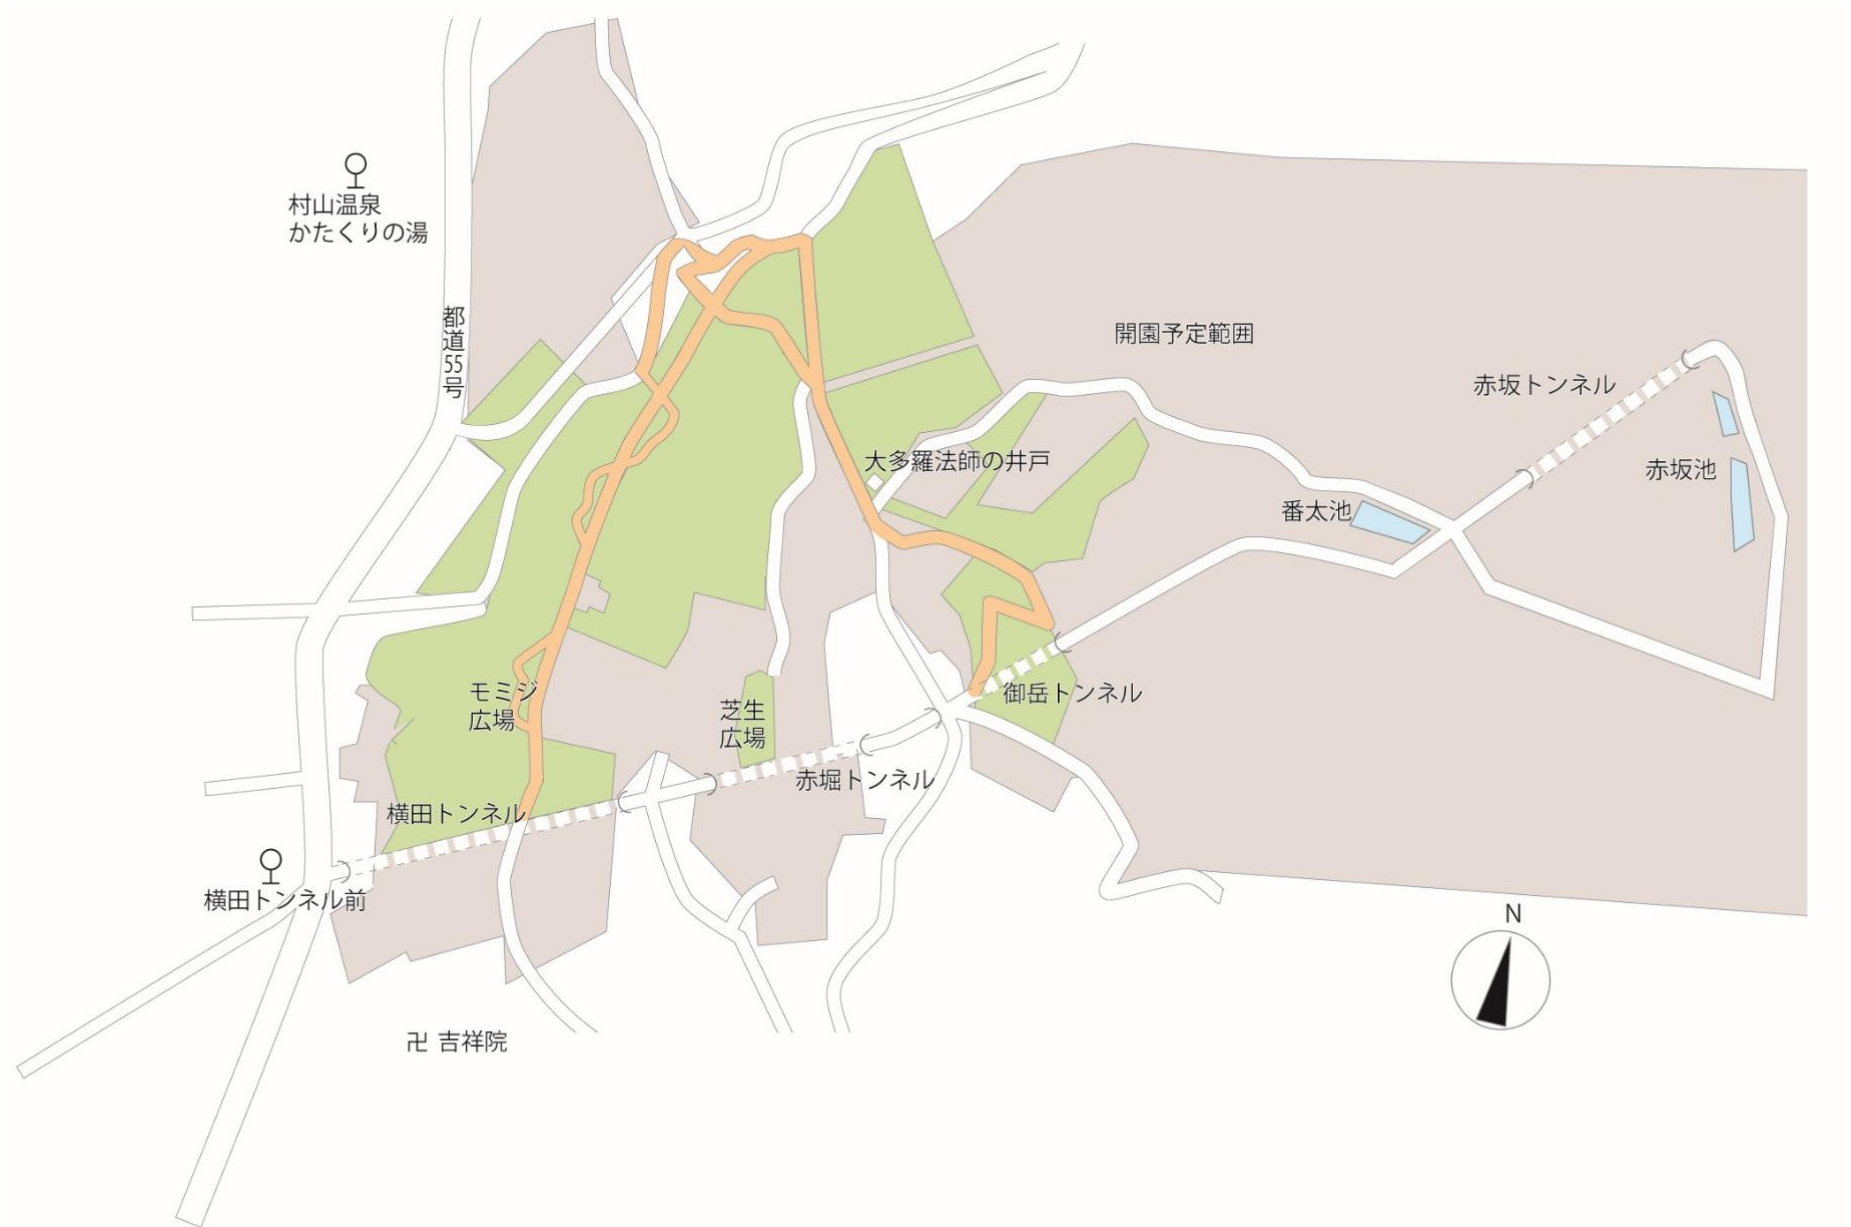 村山温泉
かたくりの湯
都道55号
開園予定範囲
赤坂トンネル
大多羅法師の井戸
赤坂池
番太池
モミジ
広場
芝生
広場
御岳トンネル
赤堀トンネル
横田トンネル
横田トンネル前
N
卍 吉祥院